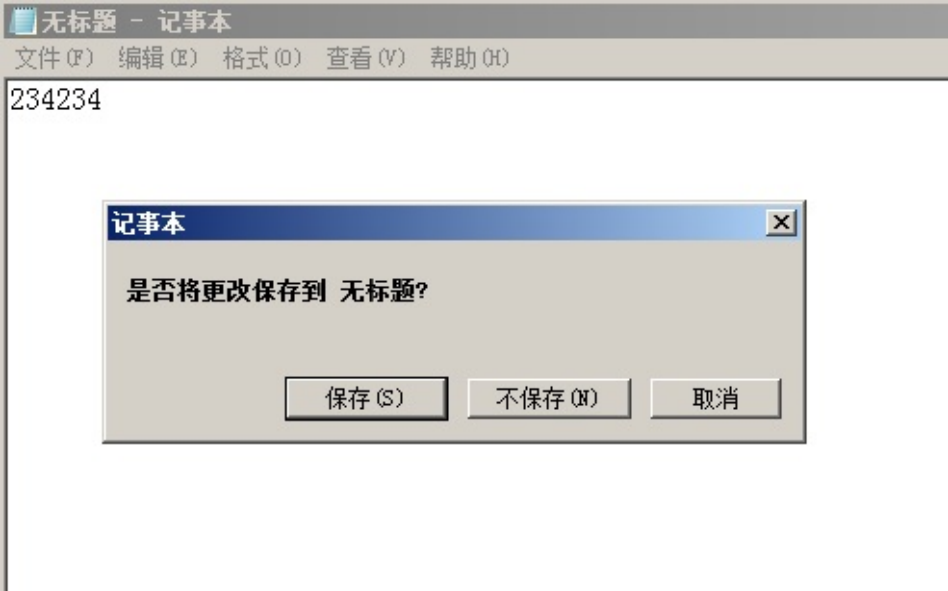 无标题 - 记事本
文件(F) 编辑(E) 格式(O) 查看(V) 帮助(H)
234234
记事本
是否将更改保存到 无标题?
保存(S) 不保存(N) 取消